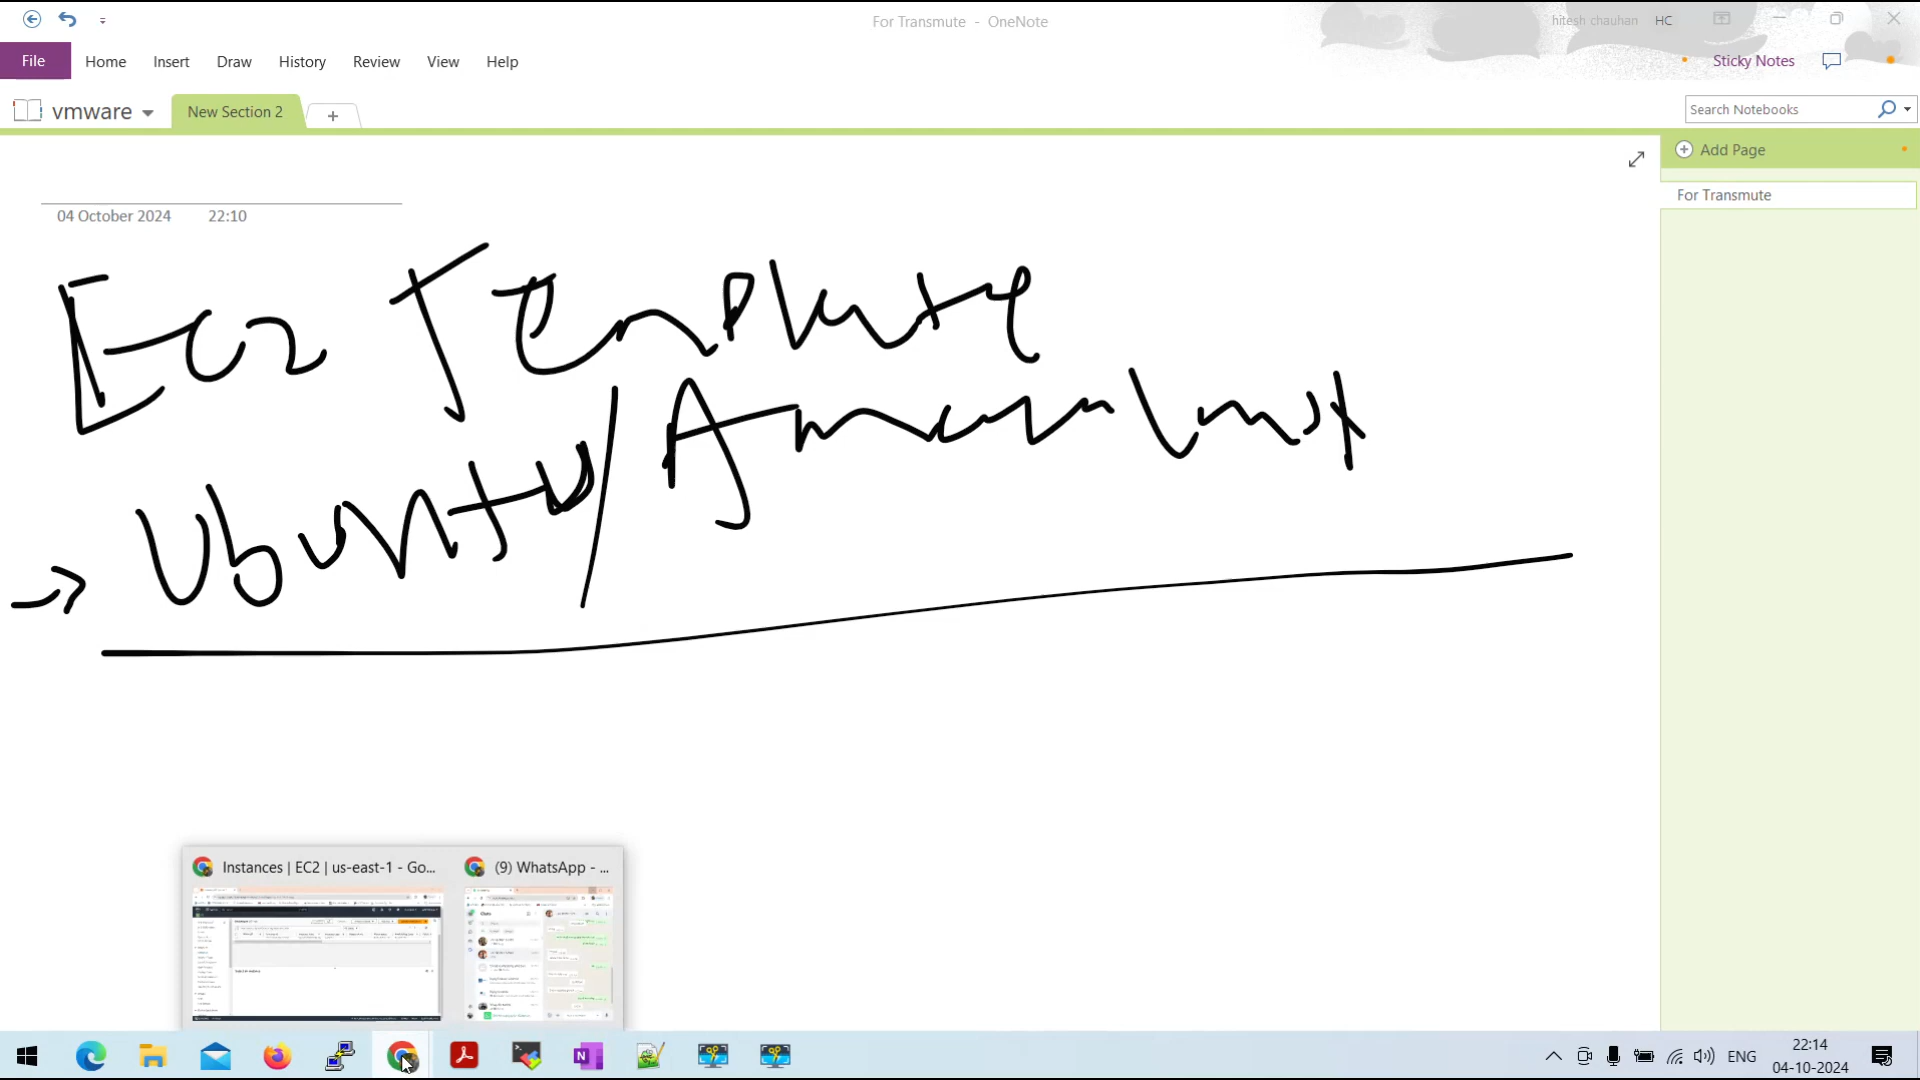 For Transmute - OneNote
hitesh chauhan HC
File Home Insert Draw History Review View Help
Sticky Notes
vmware New Section 2 +
Search Notebooks
Add Page
For Transmute
04 October 2024 22:10
EC2 Template
→ Ubuntu/
Instances | EC2 | us-east-1 - Go...
(9) WhatsApp - ...
ENG
22:14
04-10-2024